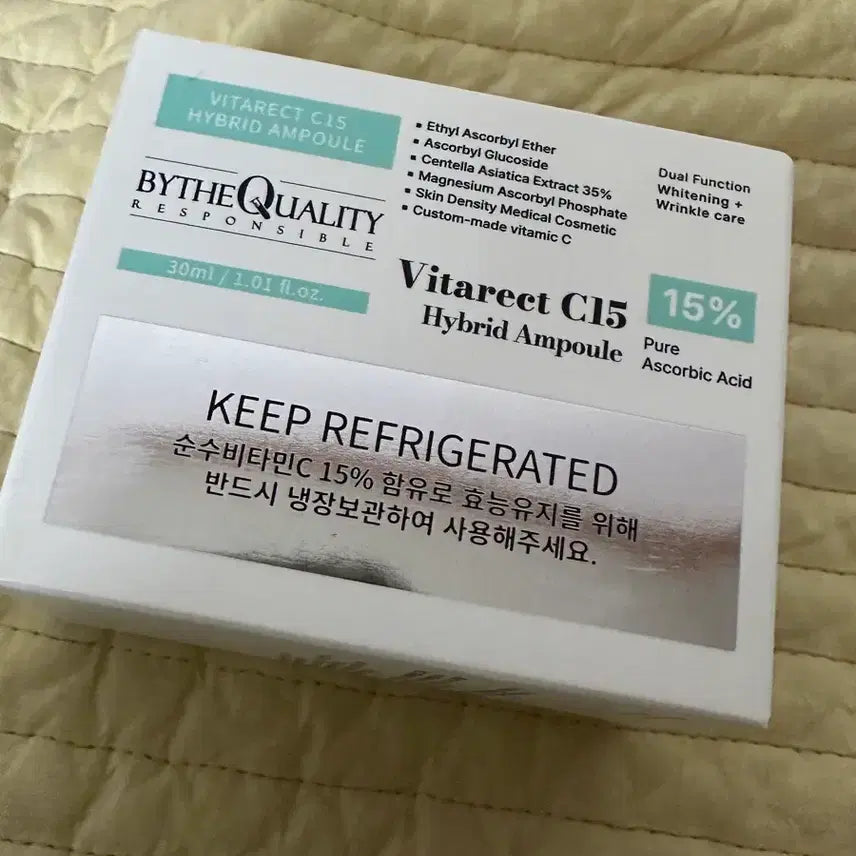 VITARECT C15
HYBRID AMPOULE
BYTHEQUALITY
RESPONSIBLE
30ml / 1.01 fl.oz.
▪ Ethyl Ascorbyl Ether
▪ Ascorbyl Glucoside
▪ Centella Asiatica Extract 35%
▪ Magnesium Ascorbyl Phosphate
▪ Skin Density Medical Cosmetic
▪ Custom-made vitamic C
Dual Function
Whitening +
Wrinkle care
Vitarect C15
Hybrid Ampoule
15%
Pure
Ascorbic Acid
KEEP REFRIGERATED
순수비타민C 15% 함유로 효능유지를 위해
반드시 냉장보관하여 사용해주세요.